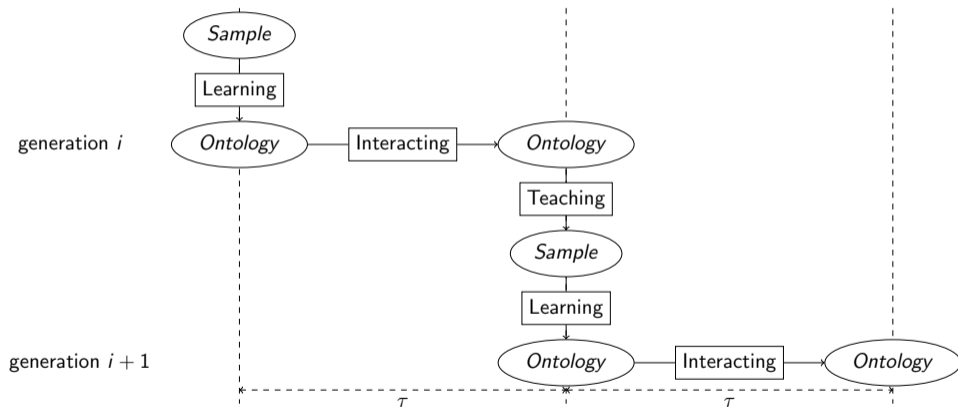 Sample
Learning
generation i
Ontology
Interacting
Ontology
Teaching
Sample
Learning
generation i + 1
Ontology
Interacting
Ontology
τ
τ